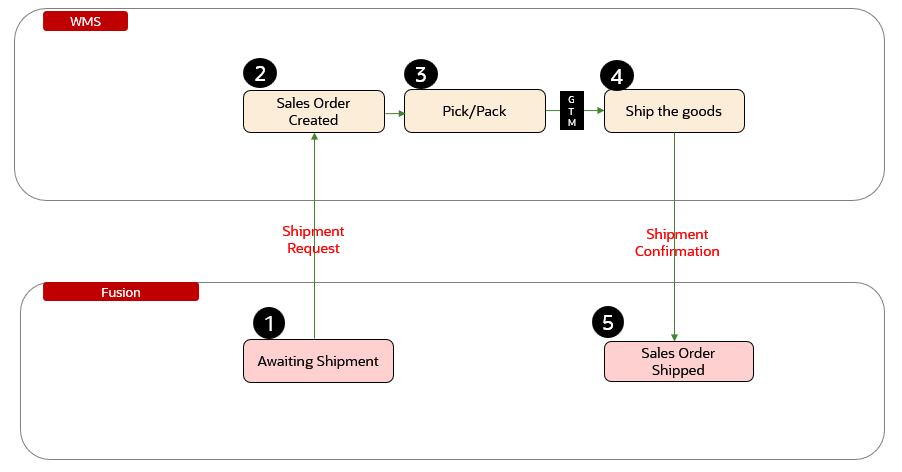 WMS
2
3
4
Sales Order
Created
Pick/Pack
G
T
M
Ship the goods
Shipment
Request
Shipment
Confirmation
Fusion
1
5
Awaiting Shipment
Sales Order
Shipped